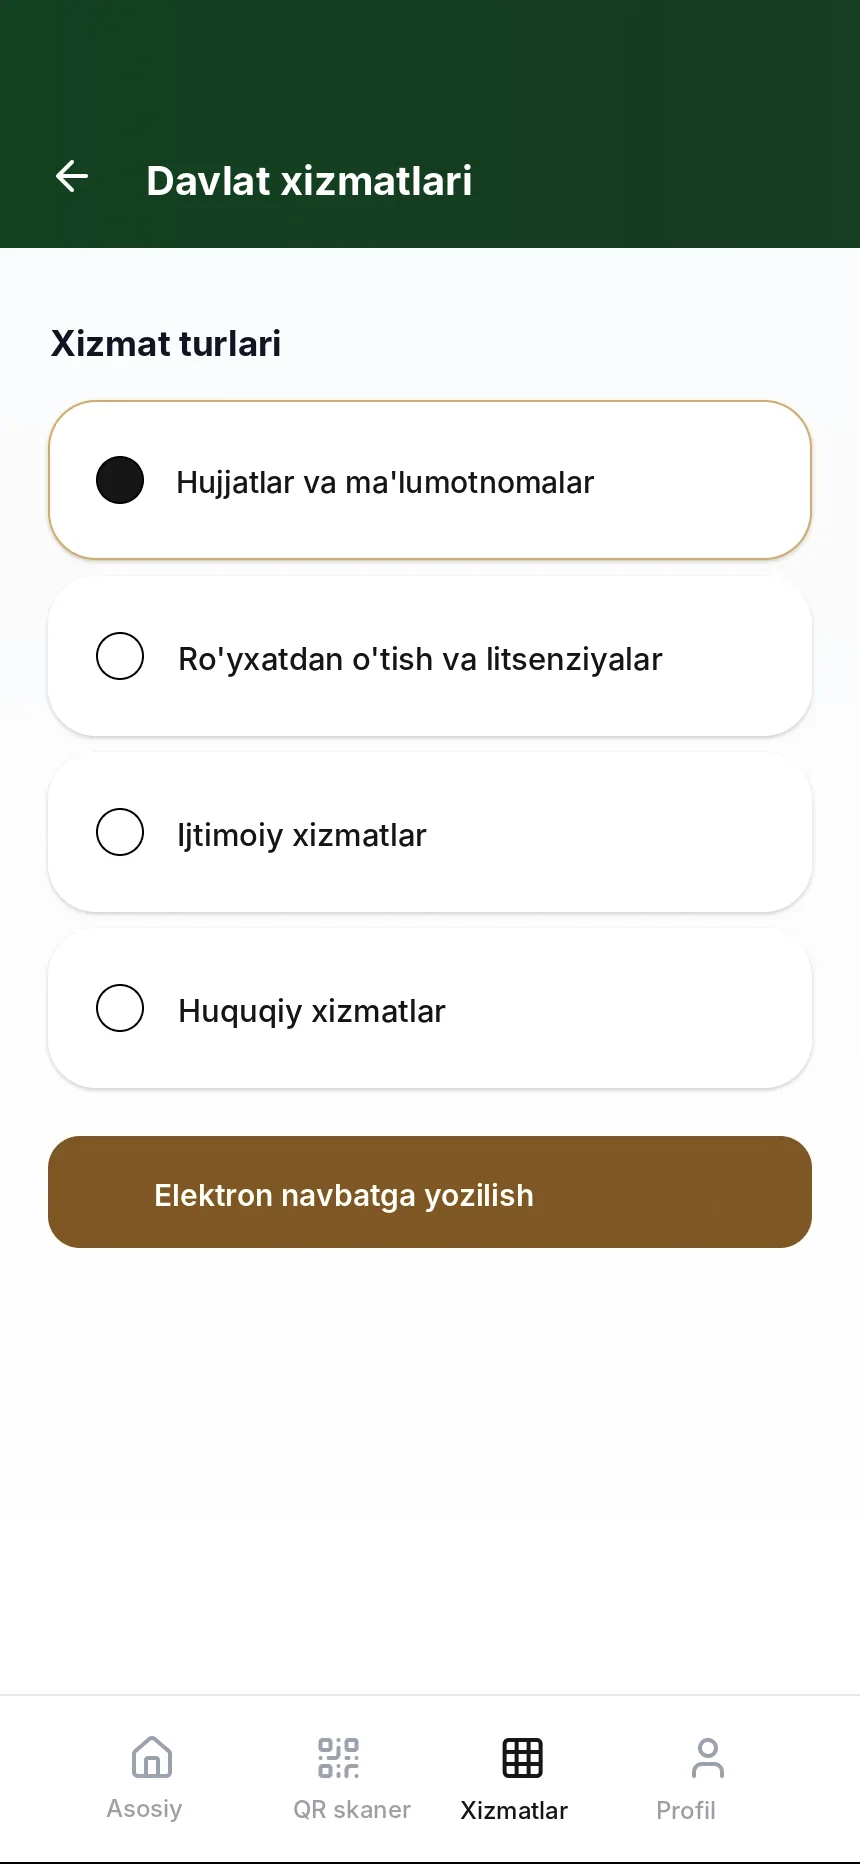 Davlat xizmatlari
Xizmat turlari
Hujjatlar va ma'lumotnomalar
Ro'yxatdan o'tish va litsenziyalar
Ijtimoiy xizmatlar
Huquqiy xizmatlar
Elektron navbatga yozilish
Asosiy
QR skaner
Xizmatlar
Profil